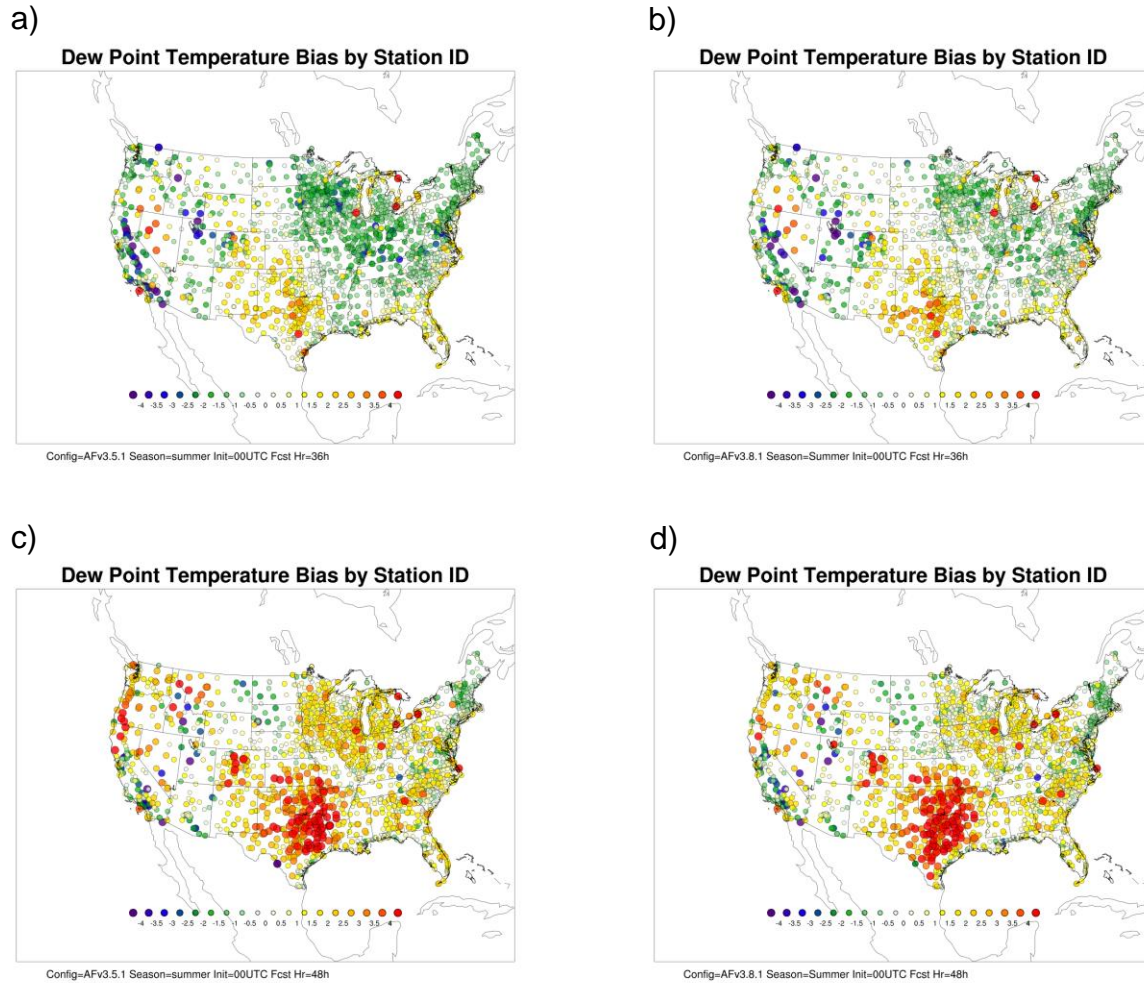 a)
Dew Point Temperature Bias by Station ID
-4 -3.5 -3 -2.5 -2 -1.5 -1 -0.5 0 0.5 1 1.5 2 2.5 3 3.5 4
Config=AFv3.5.1 Season=summer Init=00UTC Fcst Hr=36h
b)
Dew Point Temperature Bias by Station ID
-4 -3.5 -3 -2.5 -2 -1.5 -1 -0.5 0 0.5 1 1.5 2 2.5 3 3.5 4
Config=AFv3.8.1 Season=Summer Init=00UTC Fcst Hr=36h
c)
Dew Point Temperature Bias by Station ID
-4 -3.5 -3 -2.5 -2 -1.5 -1 -0.5 0 0.5 1 1.5 2 2.5 3 3.5 4
Config=AFv3.5.1 Season=summer Init=00UTC Fcst Hr=48h
d)
Dew Point Temperature Bias by Station ID
-4 -3.5 -3 -2.5 -2 -1.5 -1 -0.5 0 0.5 1 1.5 2 2.5 3 3.5 4
Config=AFv3.8.1 Season=Summer Init=00UTC Fcst Hr=48h